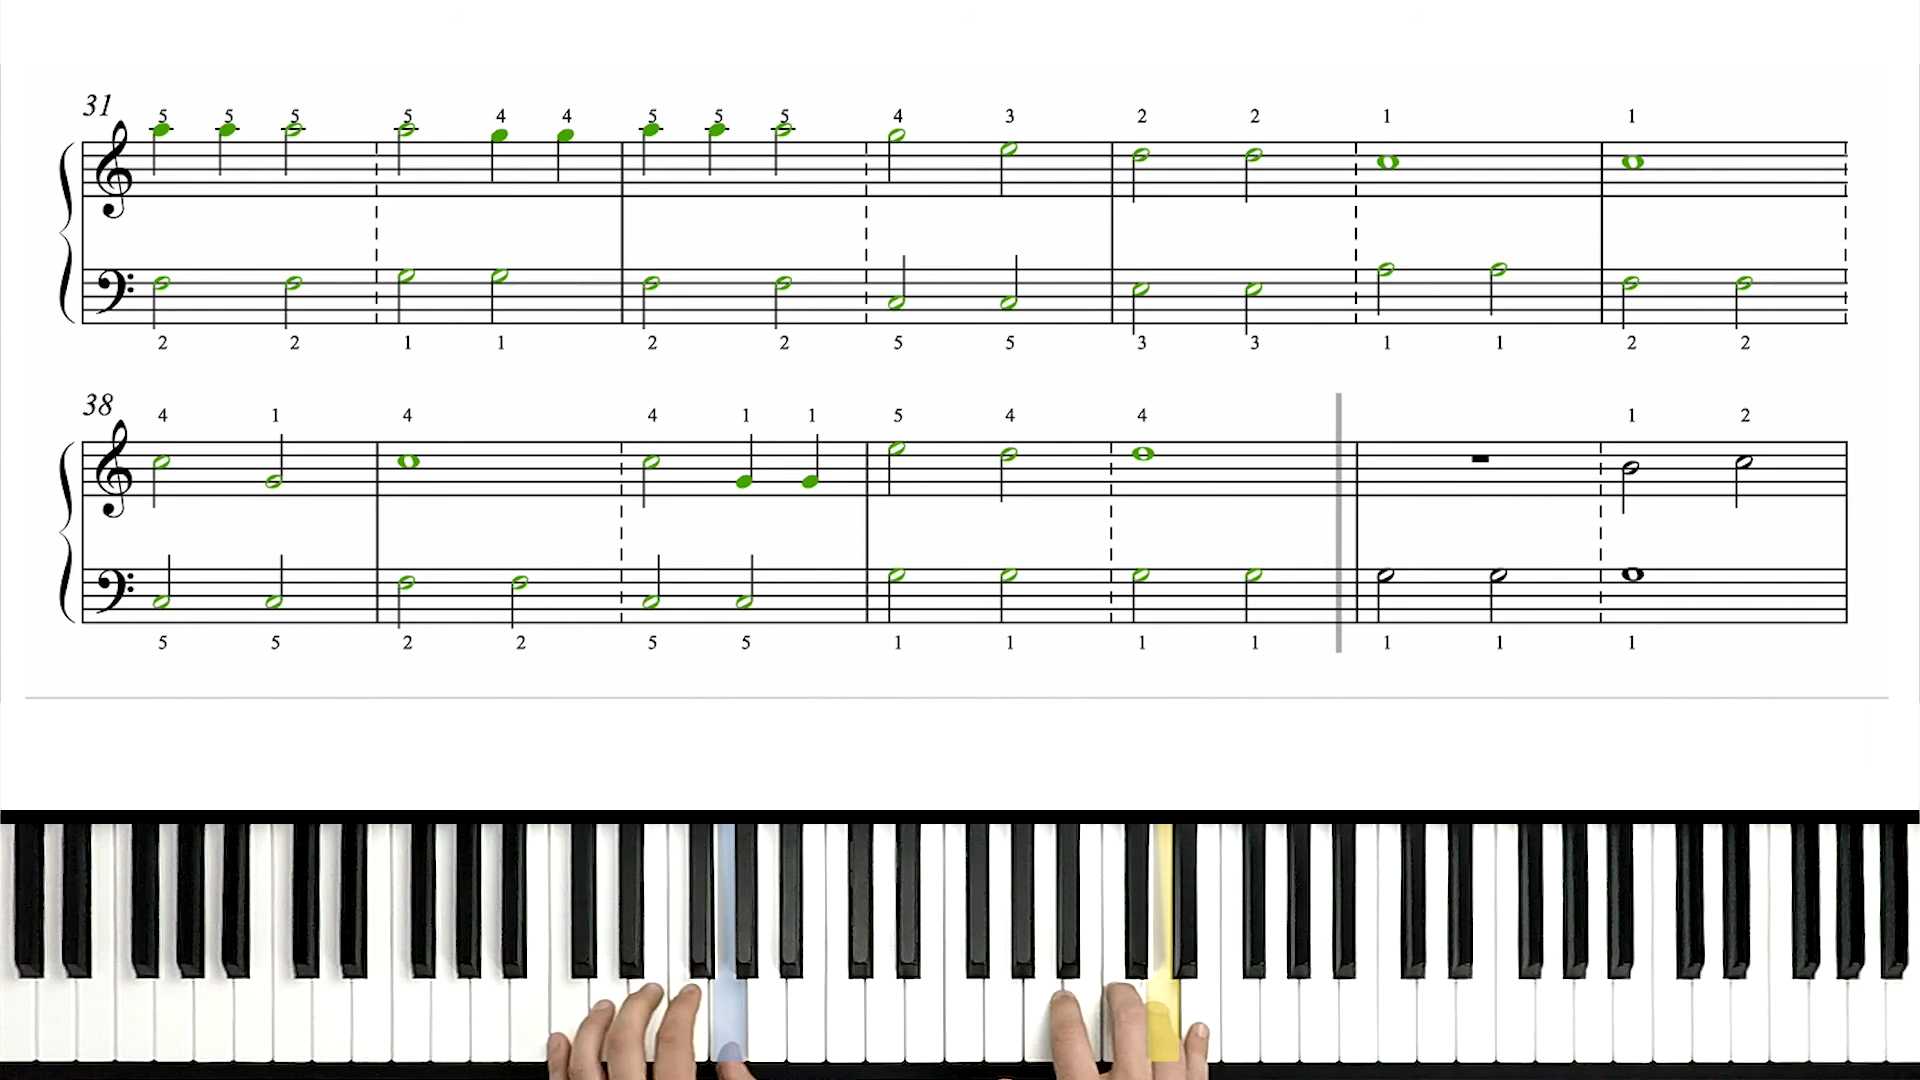 31
5 5 5 5 4 4 5 5 5 4 3 2 2 1 1
2 2 1 1 2 2 5 5 3 3 1 1 2 2
38
4 1 4 4 1 1 5 4 4 1 2
5 5 2 2 5 5 1 1 1 1 1 1 1